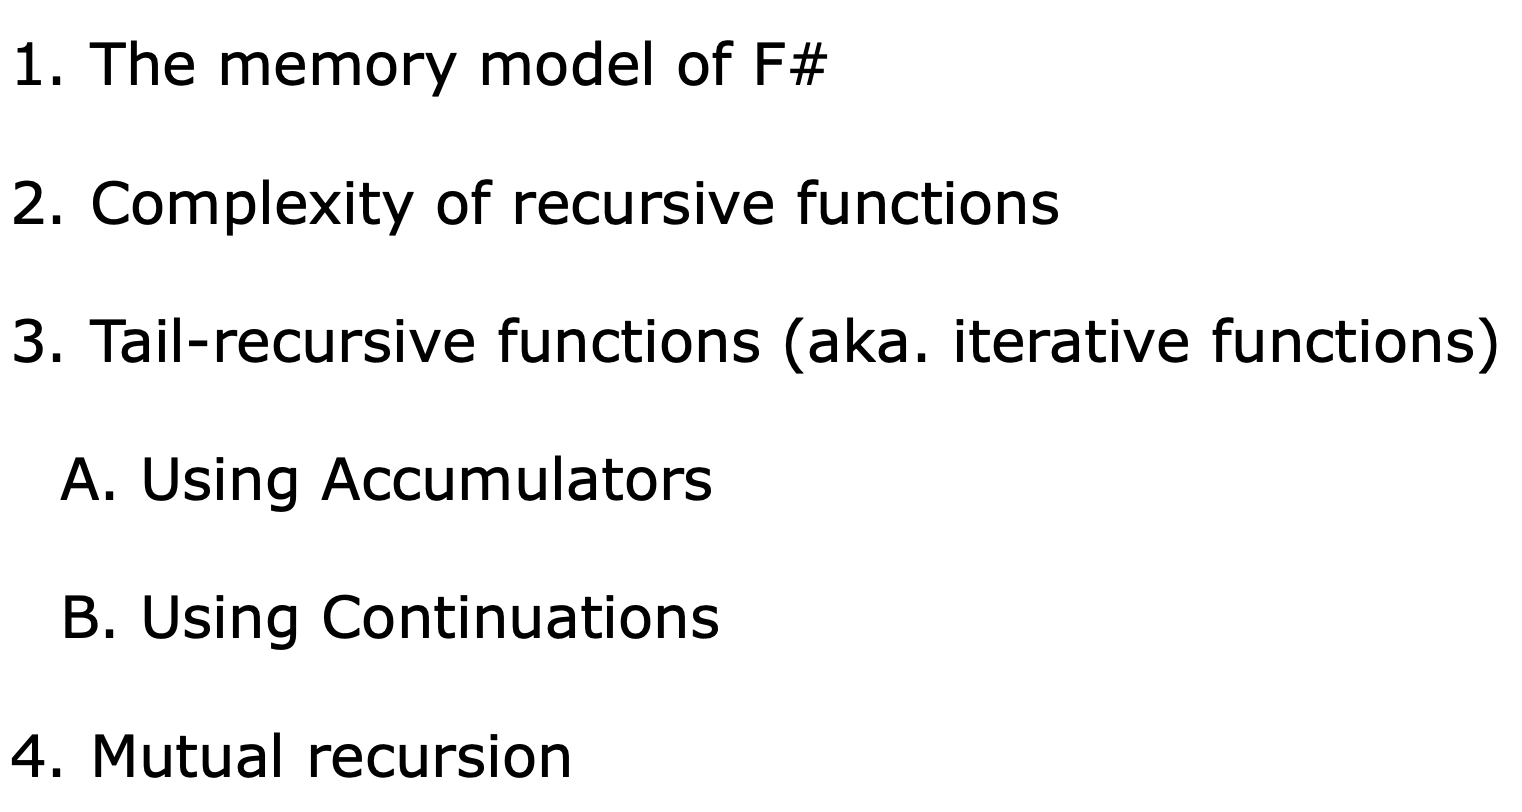 1. The memory model of F#
2. Complexity of recursive functions
3. Tail-recursive functions (aka. iterative functions)
A. Using Accumulators
B. Using Continuations
4. Mutual recursion